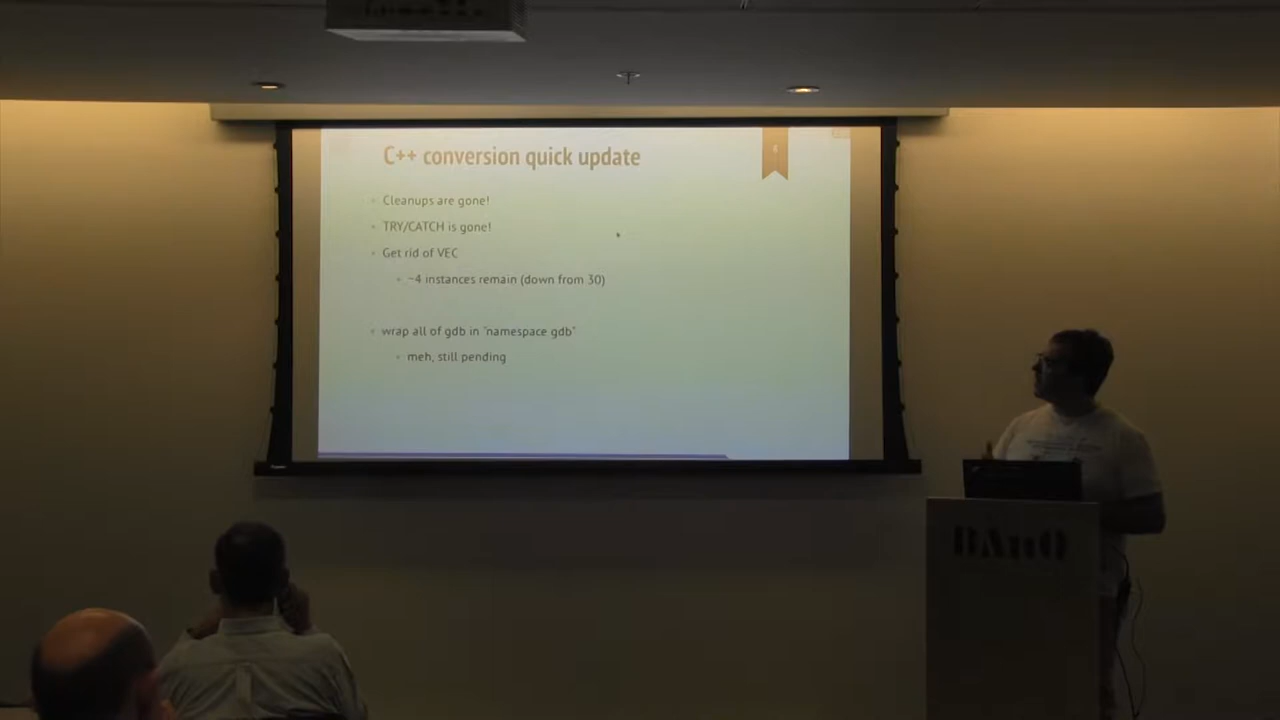 C++ conversion quick update
Cleanups are gone!
TRY/CATCH is gone!
Get rid of VEC
~4 instances remain (down from 30)
wrap all of gdb in "namespace gdb"
meh, still pending